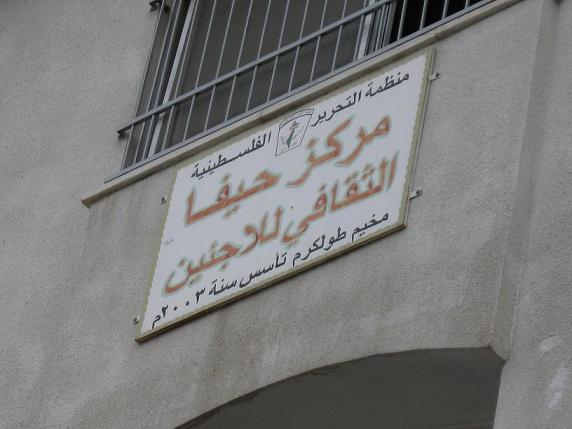 منظمة التحرير الفلسطينية
مركز حيفا
الثقافي للاجئين
مخيم طولكرم تأسس سنة ٢٠٠٣م